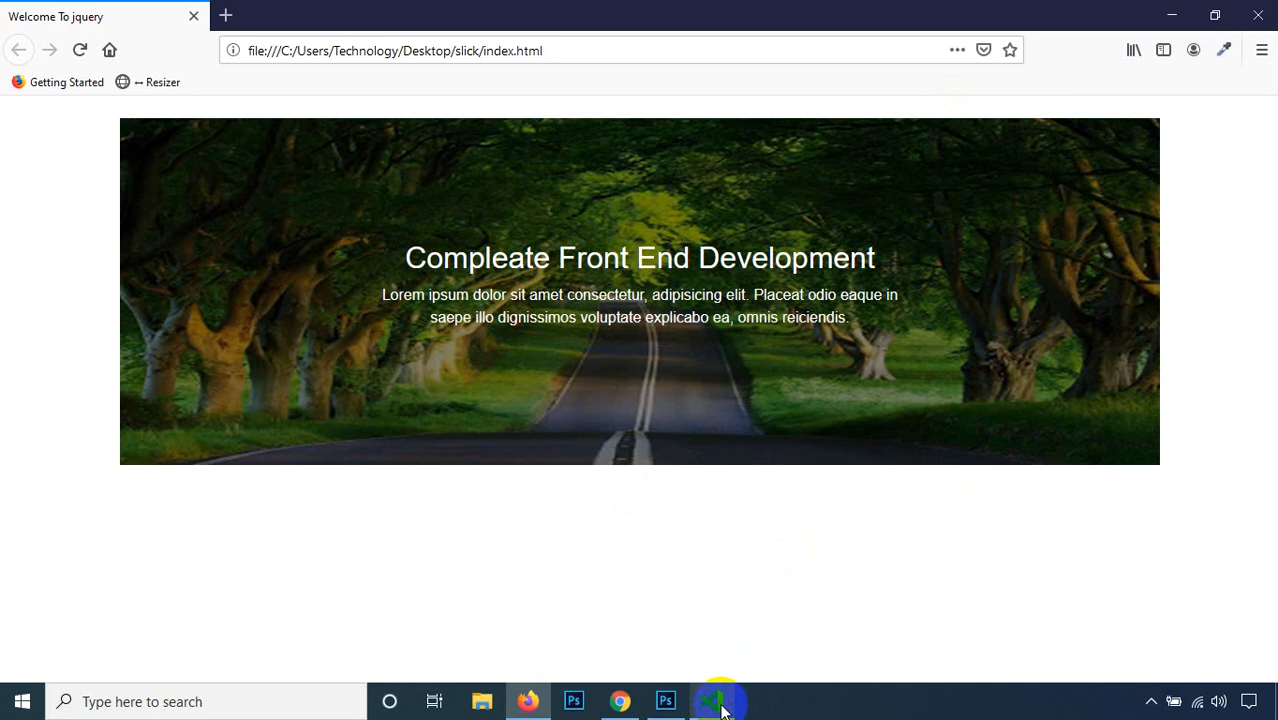 Welcome To jquery
file:///C:/Users/Technology/Desktop/slick/index.html
Getting Started
↔ Resizer
Compleate Front End Development
Lorem ipsum dolor sit amet consectetur, adipisicing elit. Placeat odio eaque in
saepe illo dignissimos voluptate explicabo ea, omnis reiciendis.
Type here to search
Ps
Ps